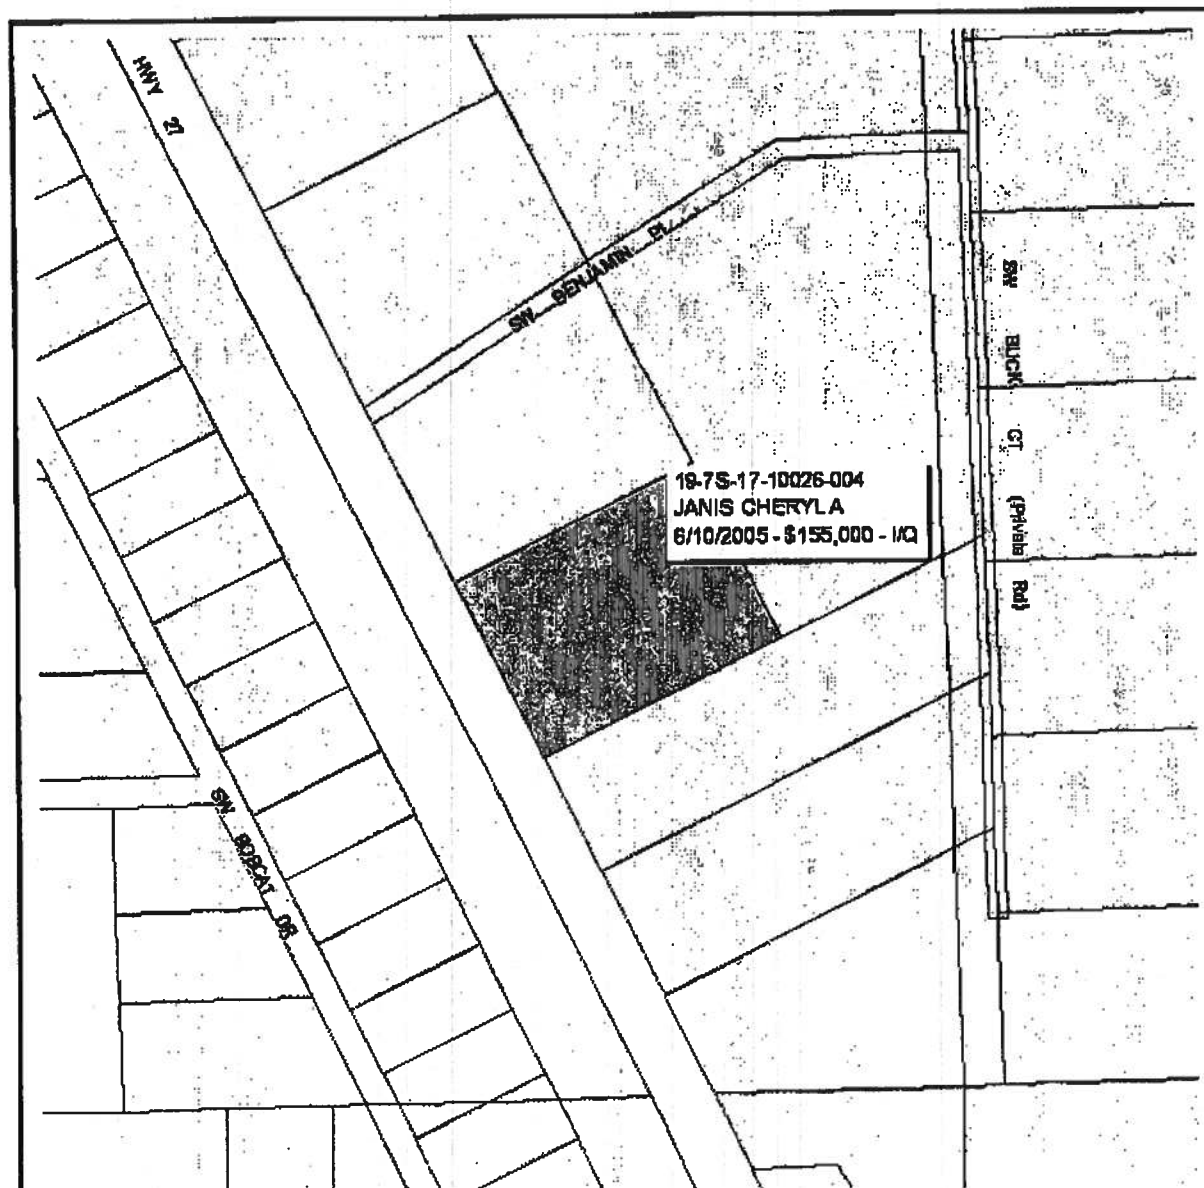 HWY 27
SW BENJAMIN PL
SW BUCK CT (Private Rd)
19-7S-17-10026-004
JANIS CHERYL A
6/10/2005 - $155,000 - I/Q
SW BOBCAT DR